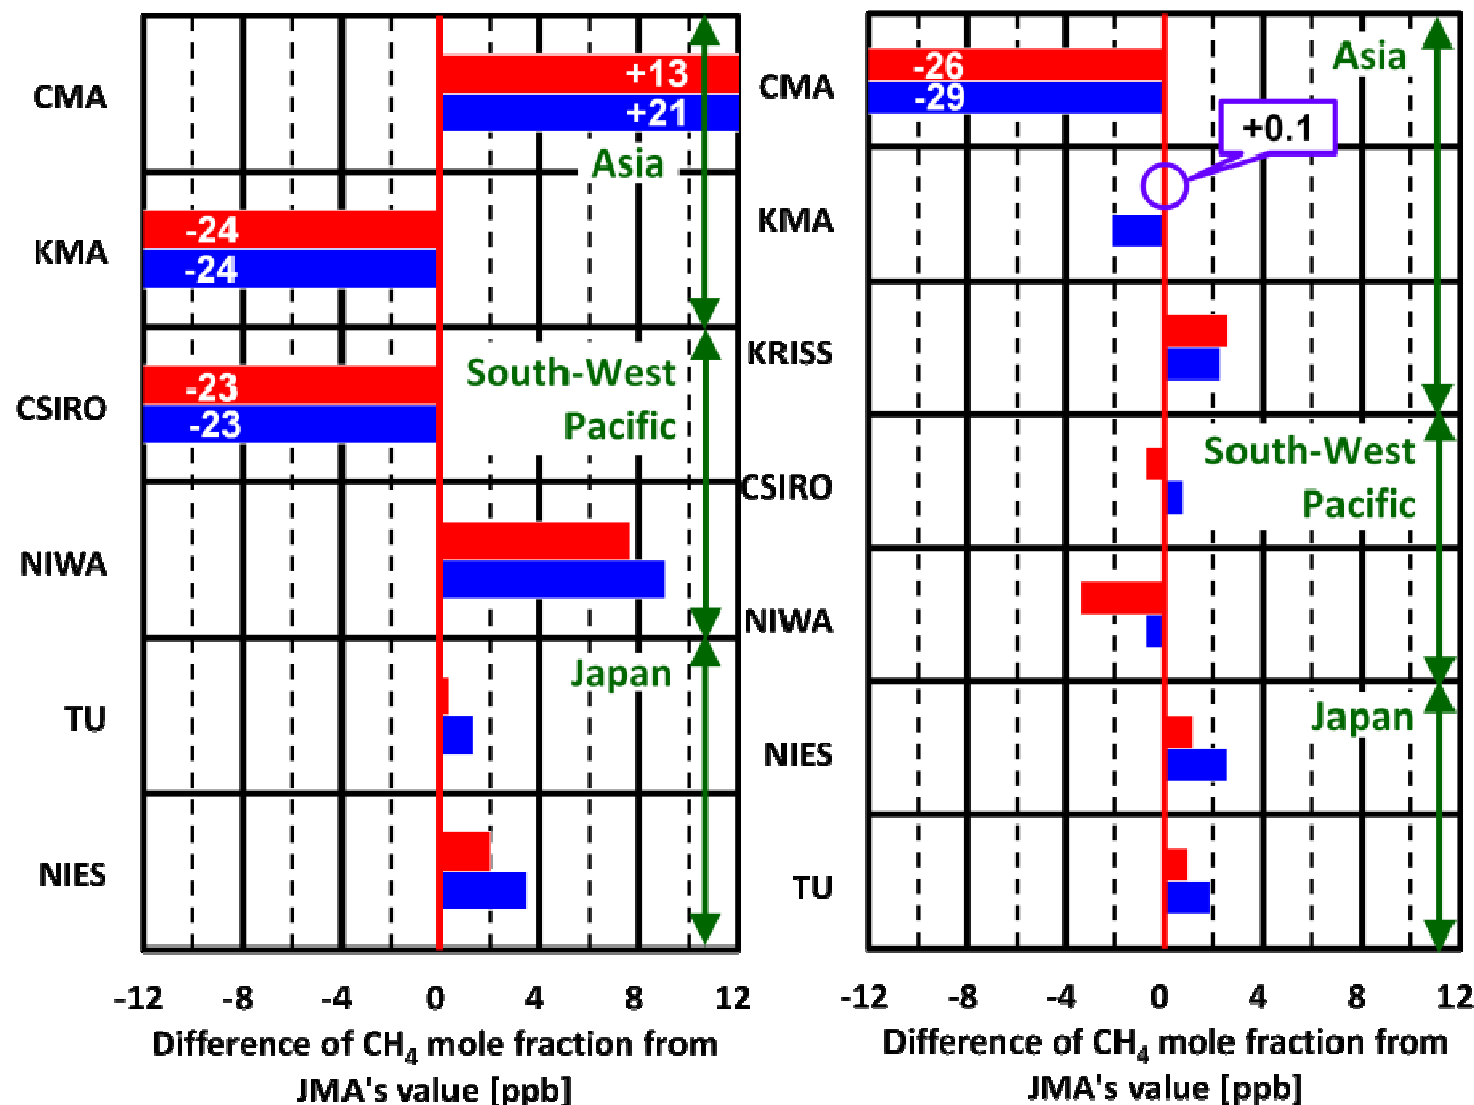 CMA
+13
+21
Asia
KMA
-24
-24
CSIRO
-23
-23
South-West
Pacific
NIWA
TU
Japan
NIES
-12 -8 -4 0 4 8 12
Difference of CH₄ mole fraction from
JMA's value [ppb]
CMA
-26
-29
Asia
+0.1
KMA
KRISS
CSIRO
South-West
Pacific
NIWA
NIES
Japan
TU
-12 -8 -4 0 4 8 12
Difference of CH₄ mole fraction from
JMA's value [ppb]